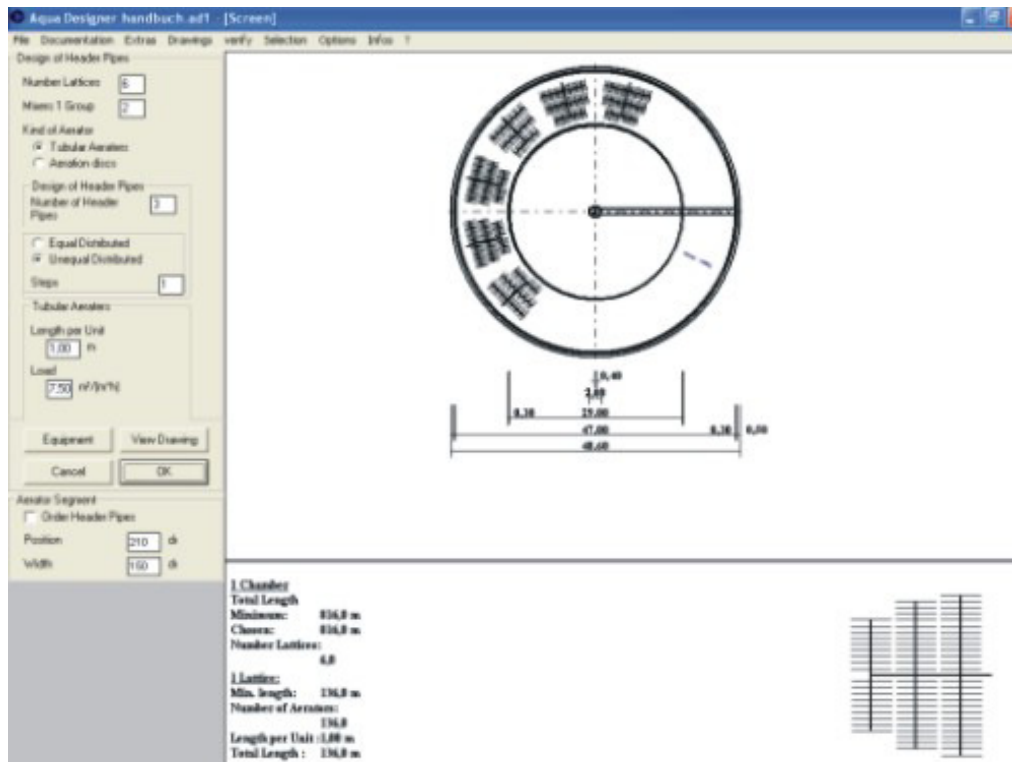 Aqua Designer handbuch.ad1 - [Screen]
File Documentation Extras Drawings verify Selection Options Infos ?
Design of Header Pipes
Number Lattices 6
Mixers 1 Group 2
Kind of Aerator
Tubular Aeraters
Aeration discs
Design of Header Pipes
Number of Header 3
Pipes
Equal Distributed
Unequal Distributed
Steps 1
Tubular Aeraters
Length per Unit
1,00 m
Load
7,50 m³/(m*h)
Equipment View Drawing
Cancel OK
Aerator Segment
Order Header Pipes
Position 210
Width 150
0,40
2,60
0,30 29,00
47,00 0,30 0,50
48,60
1 Chamber
Total Length
Minimum: 816,0 m
Chosen: 816,0 m
Number Lattices:
6,0
1 Lattice:
Min. length: 136,0 m
Number of Aerators:
136,0
Length per Unit :1,00 m
Total Length : 136,0 m